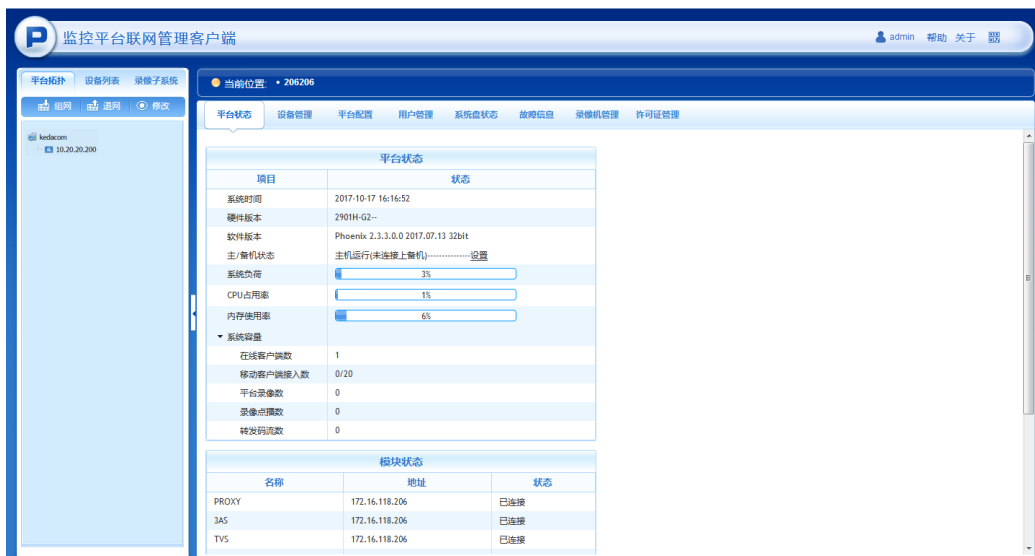 P 监控平台联网管理客户端
admin 帮助 关于
平台拓扑 设备列表 录像子系统
组网 退网 修改
kedacom
10.20.20.200
当前位置: • 206206
平台状态 设备管理 平台配置 用户管理 系统盘状态 故障信息 录像机管理 许可证管理
平台状态
项目 状态
系统时间 2017-10-17 16:16:52
硬件版本 2901H-G2--
软件版本 Phoenix 2.3.3.0.0 2017.07.13 32bit
主/备机状态 主机运行(未连接上备机)--------------设置
系统负荷 3%
CPU占用率 1%
内存使用率 6%
系统容量
在线客户端数 1
移动客户端接入数 0/20
平台录像数 0
录像点播数 0
转发码流数 0
模块状态
名称 地址 状态
PROXY 172.16.118.206 已连接
3AS 172.16.118.206 已连接
TVS 172.16.118.206 已连接